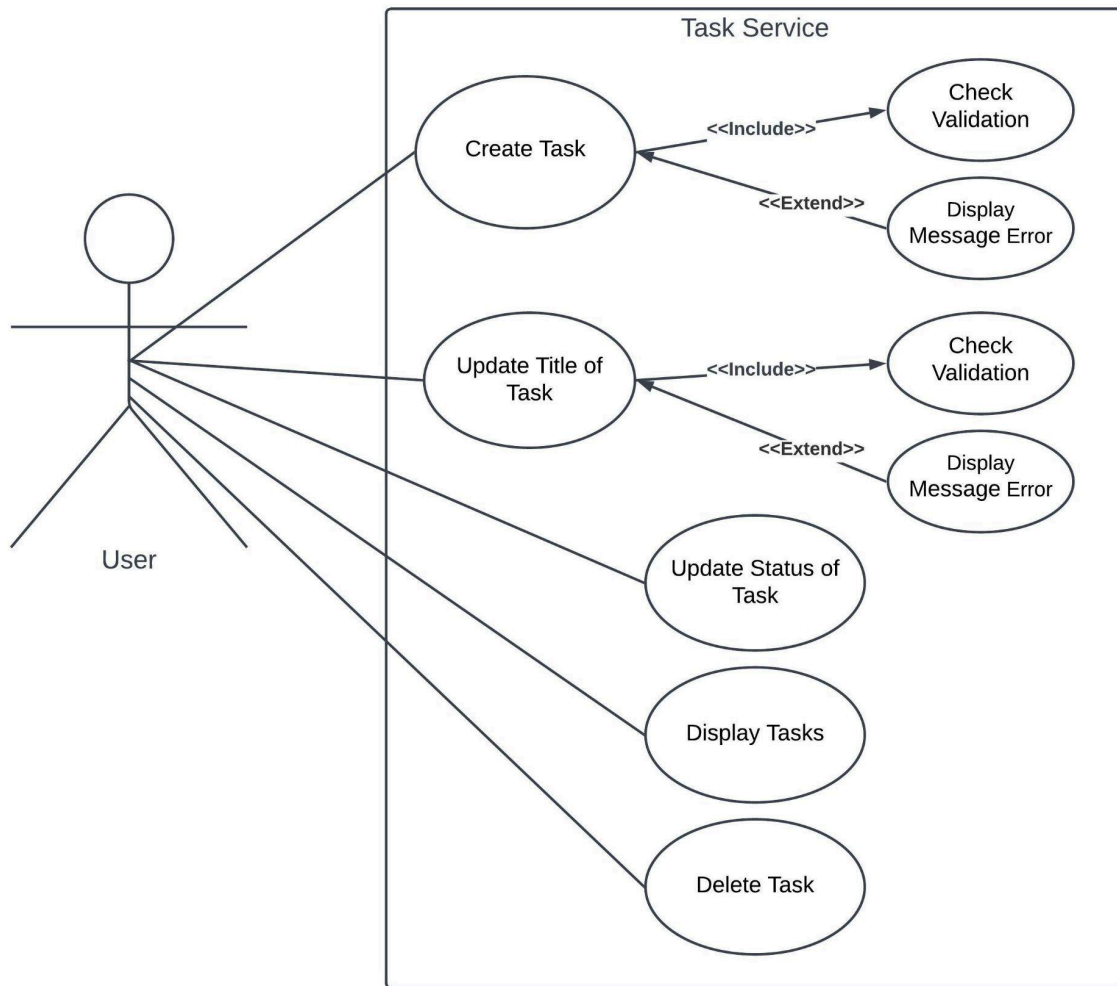 Task Service
Create Task
<<Include>>
Check
Validation
<<Extend>>
Display
Message Error
Update Title of
Task
<<Include>>
Check
Validation
<<Extend>>
Display
Message Error
User
Update Status of
Task
Display Tasks
Delete Task